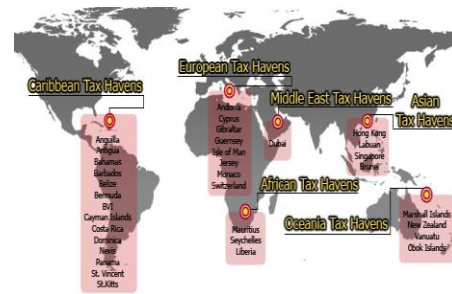 Caribbean Tax Havens
Anguilla
Antigua
Bahamas
Barbados
Belize
Bermuda
BVI
Cayman Islands
Costa Rica
Dominica
Nevis
Panama
St. Vincent
St.Kitts
European Tax Havens
Andorra
Cyprus
Gibraltar
Guernsey
Isle of Man
Jersey
Monaco
Switzerland
Middle East Tax Havens
Dubai
Asian
Tax Havens
Hong Kong
Labuan
Singapore
Brunei
African Tax Havens
Mauritius
Seychelles
Liberia
Oceania Tax Havens
Marshall Islands
New Zealand
Vanuatu
Cook Islands